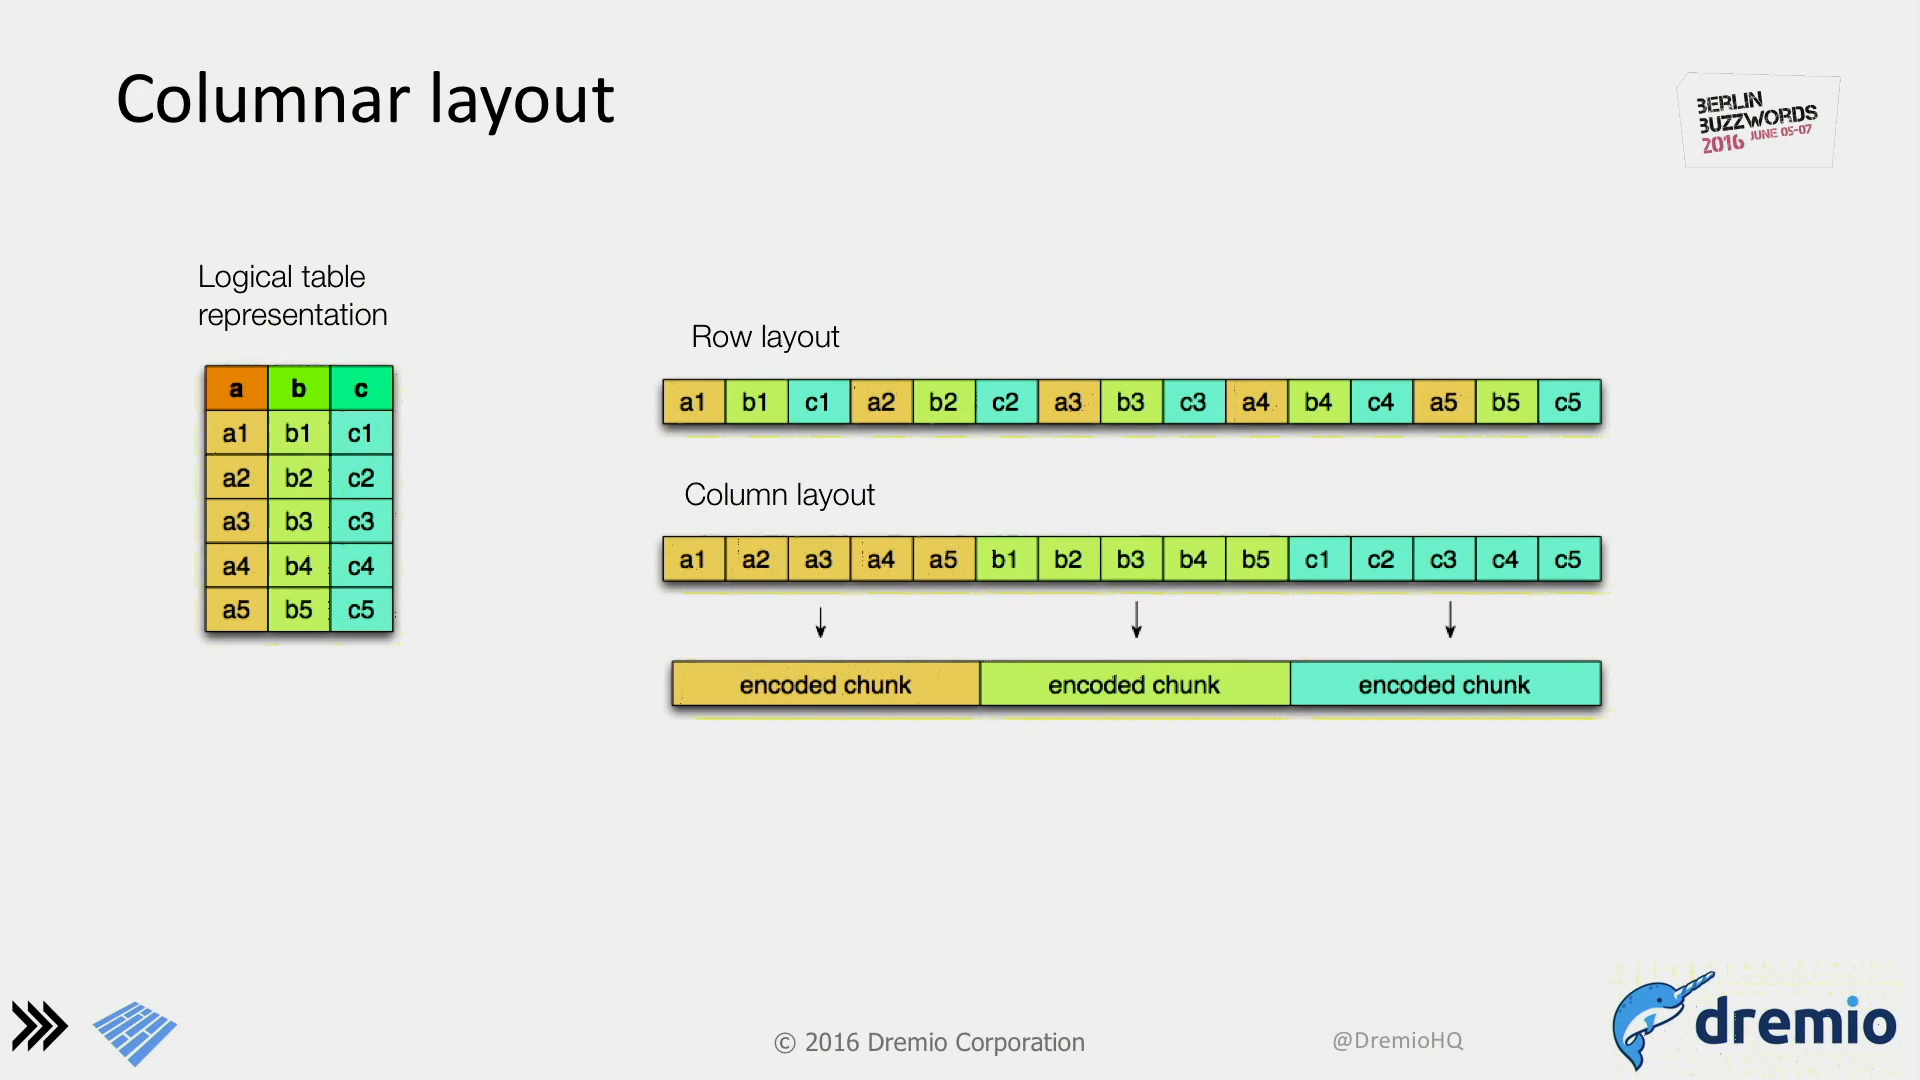 Columnar layout
BERLIN
BUZZWORDS
2016 JUNE 05-07
Logical table
representation
a b c
a1 b1 c1
a2 b2 c2
a3 b3 c3
a4 b4 c4
a5 b5 c5
Row layout
a1 b1 c1 a2 b2 c2 a3 b3 c3 a4 b4 c4 a5 b5 c5
Column layout
a1 a2 a3 a4 a5 b1 b2 b3 b4 b5 c1 c2 c3 c4 c5
encoded chunk encoded chunk encoded chunk
© 2016 Dremio Corporation
@DremioHQ
dremio